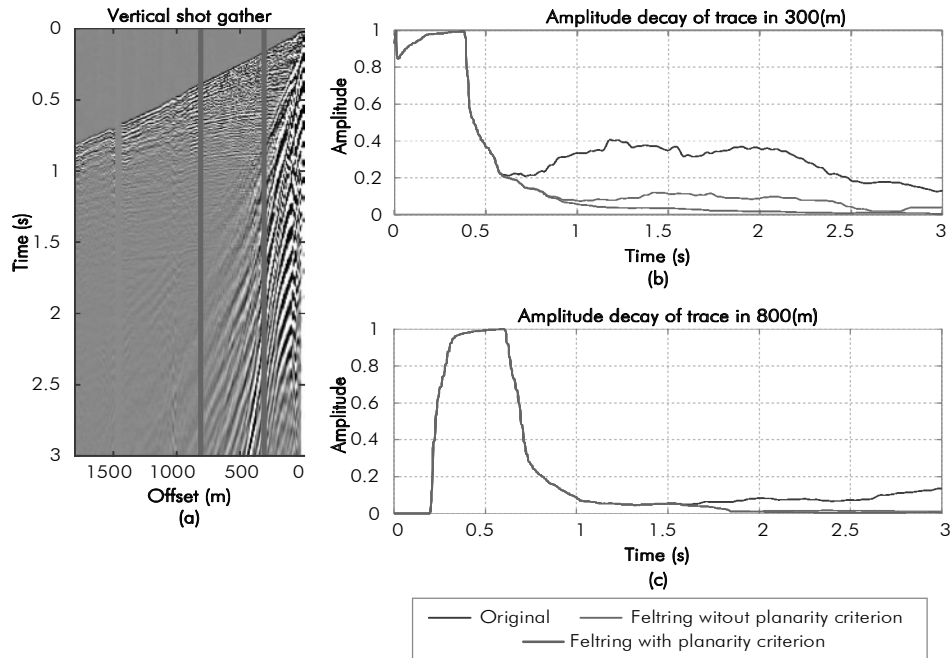 Vertical shot gather
0
0.5
1
1.5
2
2.5
3
Time (s)
1500 1000 500 0
Offset (m)
(a)
Amplitude decay of trace in 300(m)
1
0.8
0.6
0.4
0.2
0
Amplitude
0 0.5 1 1.5 2 2.5 3
Time (s)
(b)
Amplitude decay of trace in 800(m)
1
0.8
0.6
0.4
0.2
0
Amplitude
0 0.5 1 1.5 2 2.5 3
Time (s)
(c)
Original Feltring witout planarity criterion
Feltring with planarity criterion